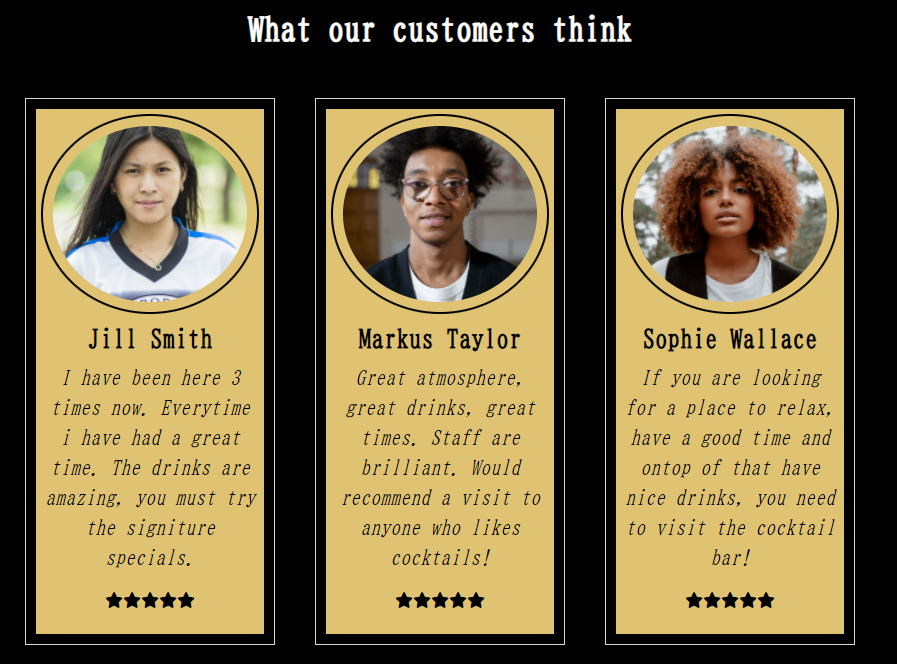 What our customers think
Jill Smith
I have been here 3
times now. Everytime
i have had a great
time. The drinks are
amazing, you must try
the signiture
specials.
Markus Taylor
Great atmosphere,
great drinks, great
times. Staff are
brilliant. Would
recommend a visit to
anyone who likes
cocktails!
Sophie Wallace
If you are looking
for a place to relax,
have a good time and
ontop of that have
nice drinks, you need
to visit the cocktail
bar!